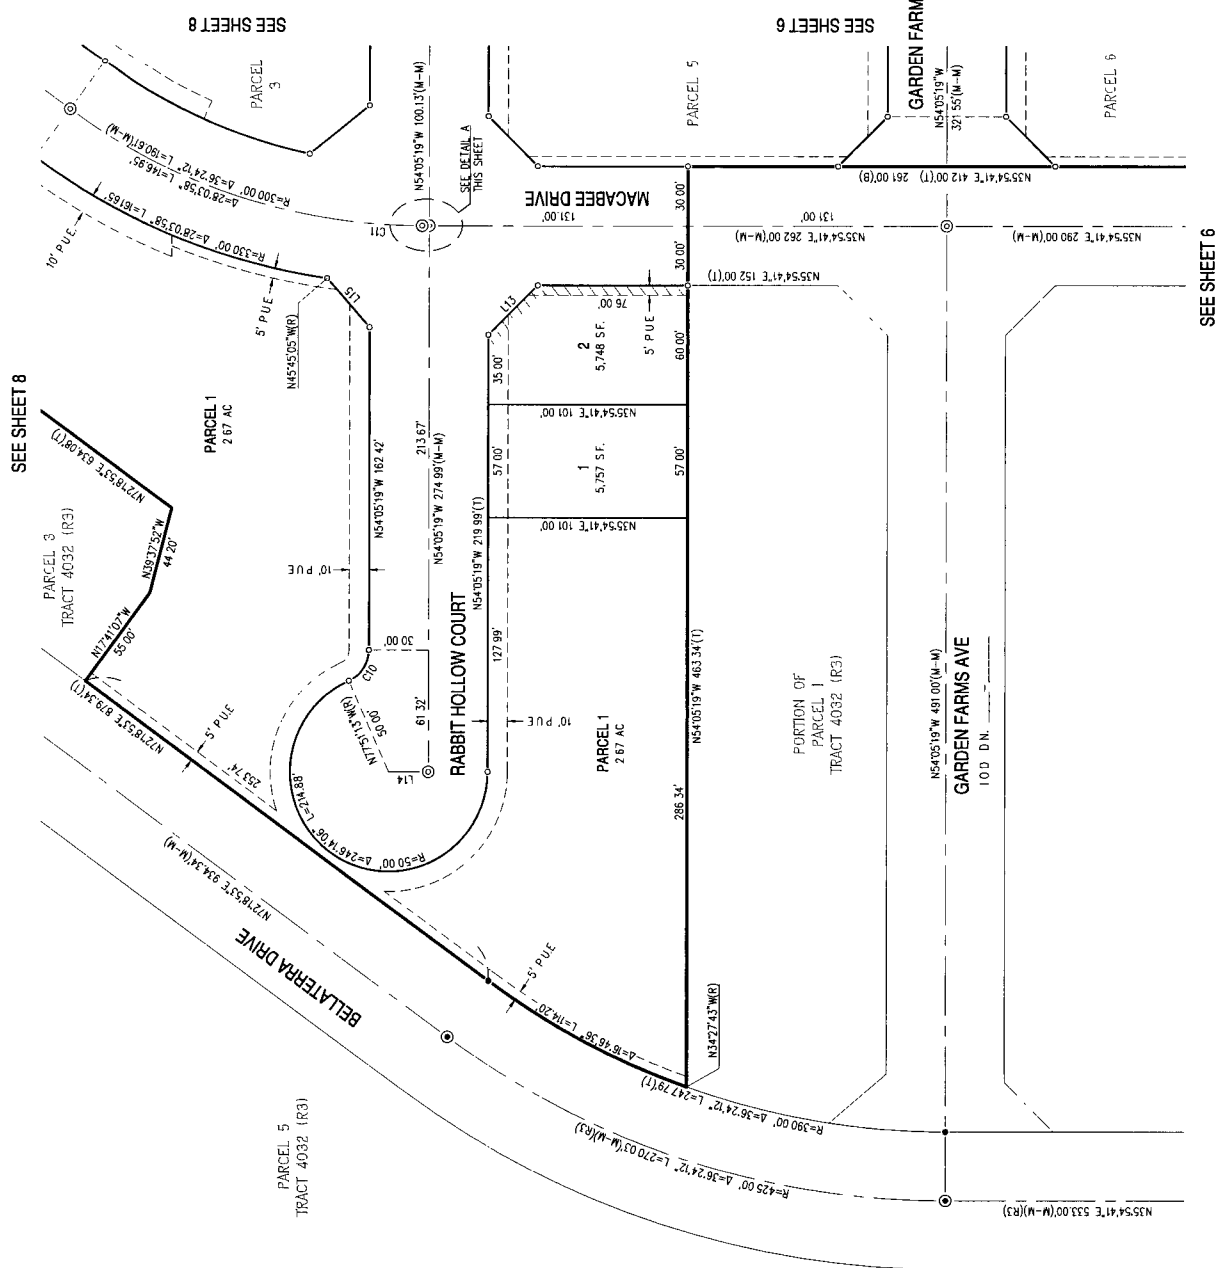 SEE SHEET 8
SEE SHEET 6
GARDEN FARM
PARCEL
3
PARCEL 5
PARCEL 6
N54°05'19"W
321 55'(M-M)
N54°05'19"W 100.13'(M-M)
SEE DETAIL A
THIS SHEET
R=300.00' Δ=36°24'12" L=190.61'(M-M)
Δ=28°03'58" L=146.95'
R=330.00' Δ=28°03'58" L=161.65'
10' P U E
5' P U E
C11
MACABEE DRIVE
131.00'
N35°54'41"E 262 00'(M-M)
N35°54'41"E 412 00'(T) 261 00'(B)
131 00'
N35°54'41"E 290 00'(M-M)
30 00'
30 00'
N35°54'41"E 152 00'(T)
SEE SHEET 6
L15
N45°45'05"W(R)
L13
76 00'
5' PUE
2
5,748 S.F.
35 00'
60 00'
N35°54'41"E 101 00'
1
5,757 S.F.
57 00'
57 00'
N35°54'41"E 101 00'
SEE SHEET 8
PARCEL 1
2 67 AC
N72°18'53"E 634.08'(T)
PARCEL 3
TRACT 4032 (R3)
N39°37'52"W
44 20'
N17°41'07"W
55 00'
N54°05'19"W 162 42'
213 67'
N54°05'19"W 274 99'(M-M)
N54°05'19"W 219 99'(T)
10' P U E
30 00'
C10
N77°51'13"W(R)
50 00'
61 32'
L14
RABBIT HOLLOW COURT
127 99'
10' P U E
R=50 00' Δ=246°14'06" L=214.88'
N72°18'53"E 879.34'(T)
5' P U E
253.74'
PARCEL 1
2 67 AC
N54°05'19"W 463 34'(T)
286 34'
PORTION OF
PARCEL 1
TRACT 4032 (R3)
N54°05'19"W 491 00'(M-M)
GARDEN FARMS AVE
10D DN.
N72°18'53"E 934.34'(M-M)
BELLATERRA DRIVE
5' P U E
Δ=16°46'36" L=114.20'
N34°27'43"W(R)
R=390 00' Δ=36°24'12" L=247.79'(T)
R=425 00' Δ=36°24'12" L=270 03'(M-M)(R3)
PARCEL 5
TRACT 4032 (R3)
N35°54'41"E 533.00'(M-M)(R3)